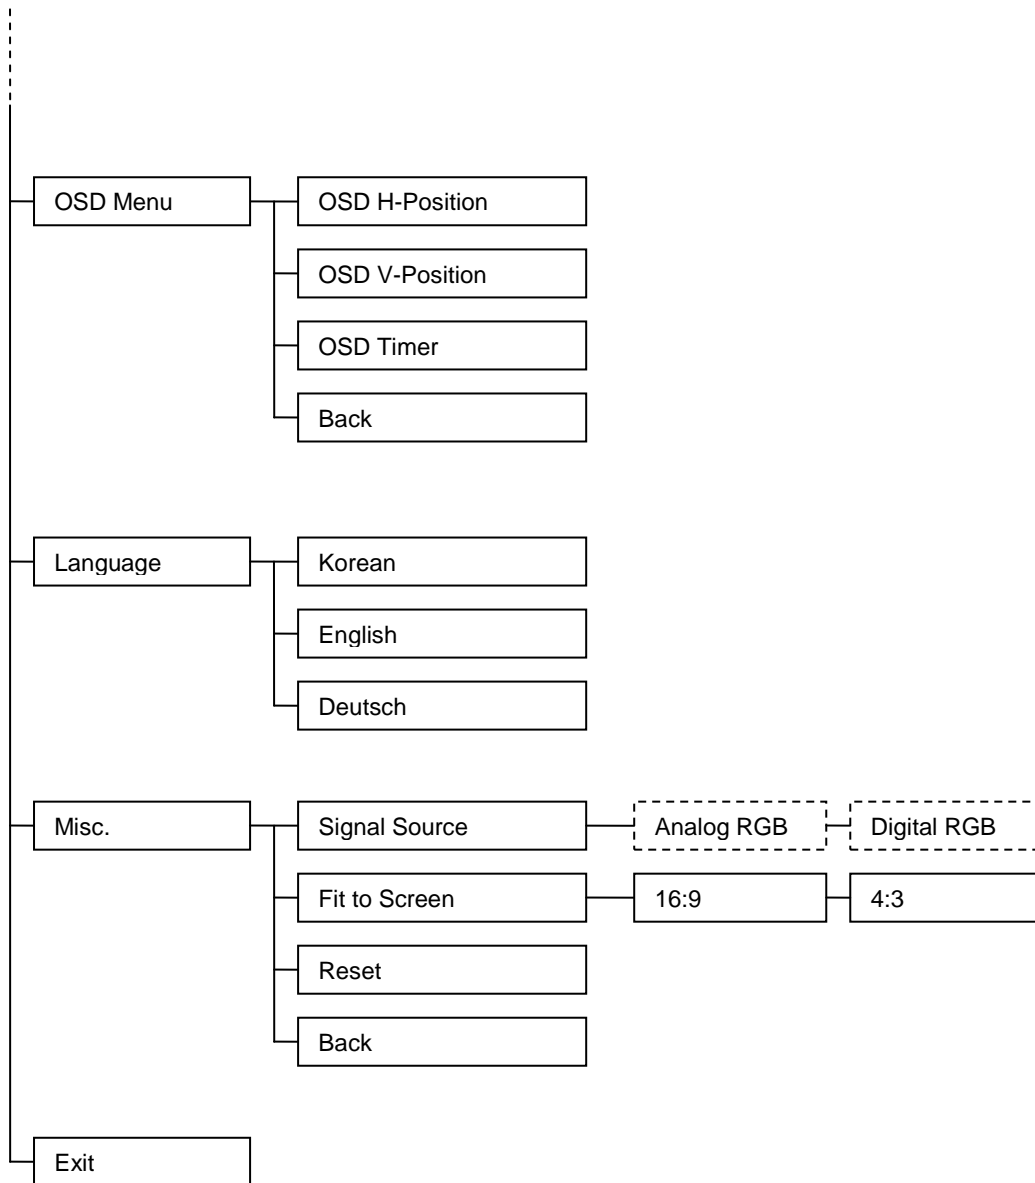 OSD Menu
OSD H-Position
OSD V-Position
OSD Timer
Back
Language
Korean
English
Deutsch
Misc.
Signal Source
Analog RGB
Digital RGB
Fit to Screen
16:9
4:3
Reset
Back
Exit